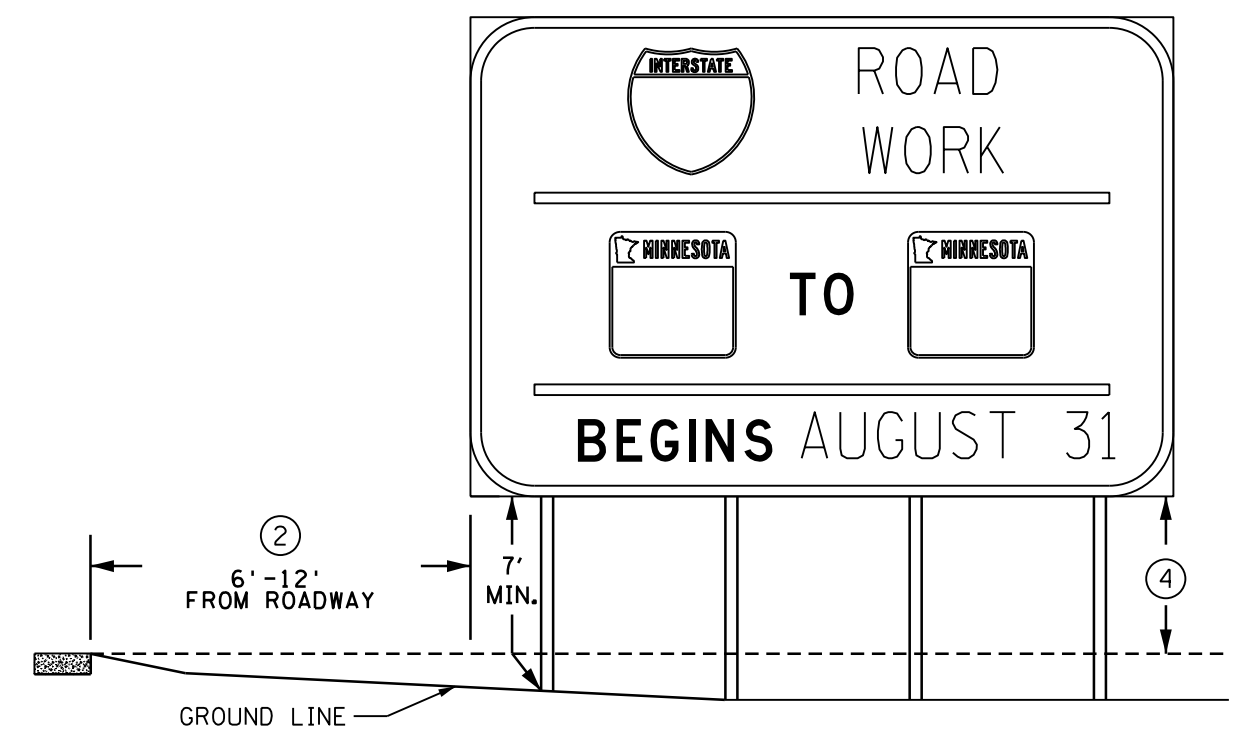 INTERSTATE
ROAD
WORK
MINNESOTA
TO
MINNESOTA
BEGINS AUGUST 31
2
6'-12'
FROM ROADWAY
7'
MIN.
4
GROUND LINE